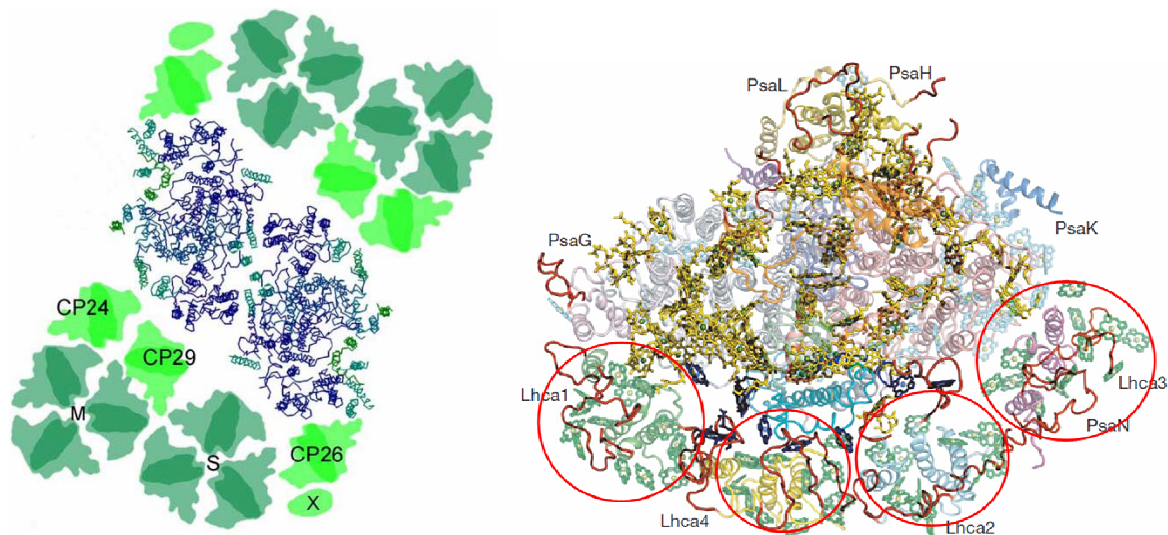 CP24
CP29
M
S
CP26
X
PsaL
PsaH
PsaG
PsaK
Lhca1
Lhca3
PsaN
Lhca4
Lhca2